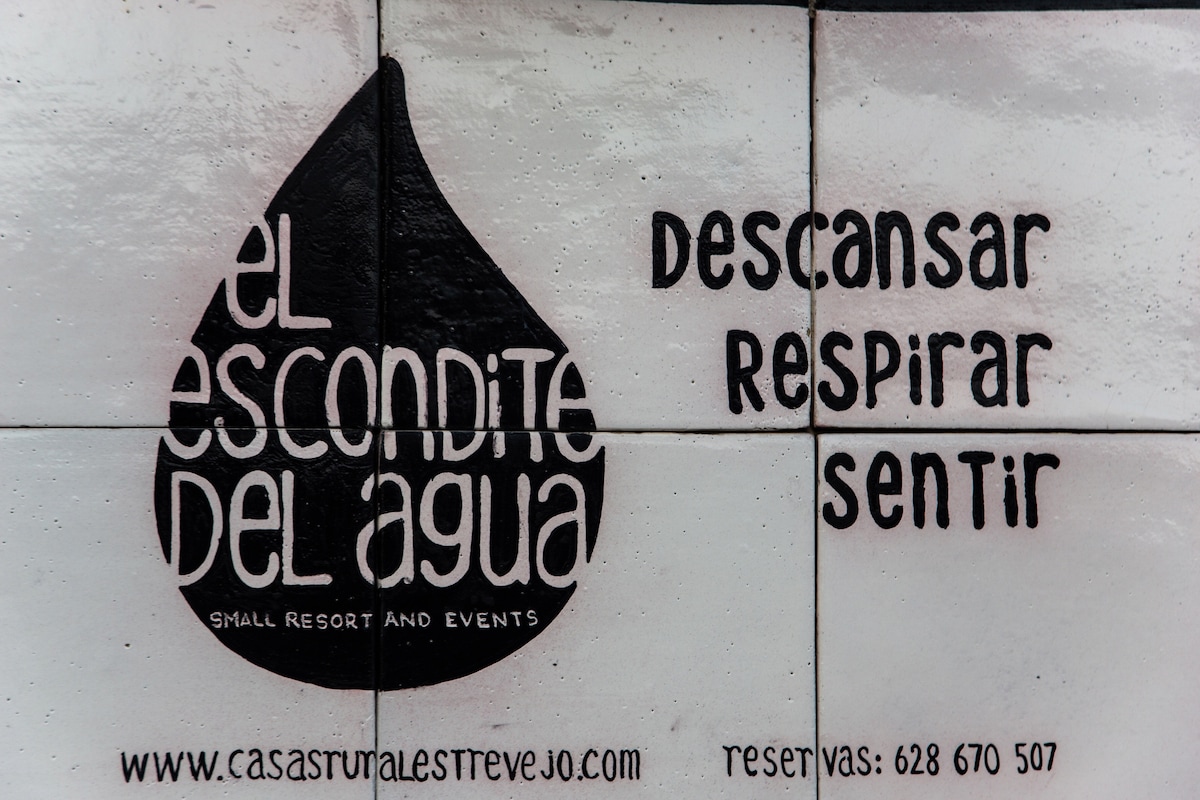 el
escondite
Del agua
SMALL RESORT AND EVENTS
Descansar
Respirar
sentir
www.casasruralestrevejo.com
reservas: 628 670 507